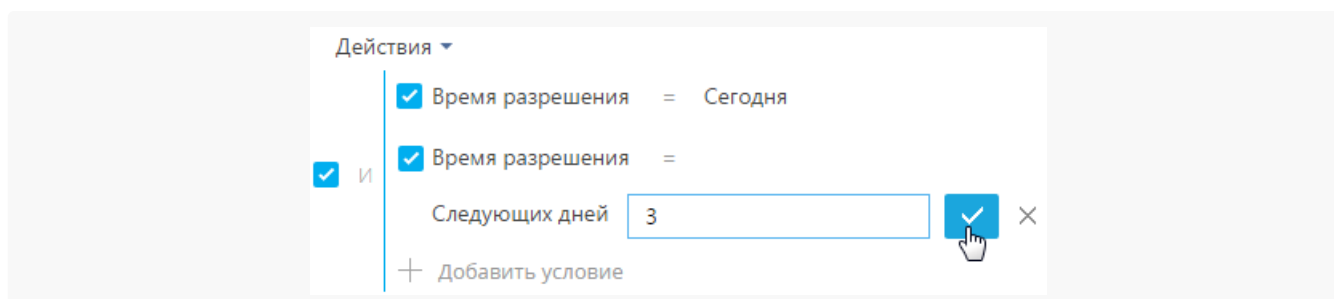 Действия
Время разрешения = Сегодня
Время разрешения =
И
Следующих дней 3
Добавить условие